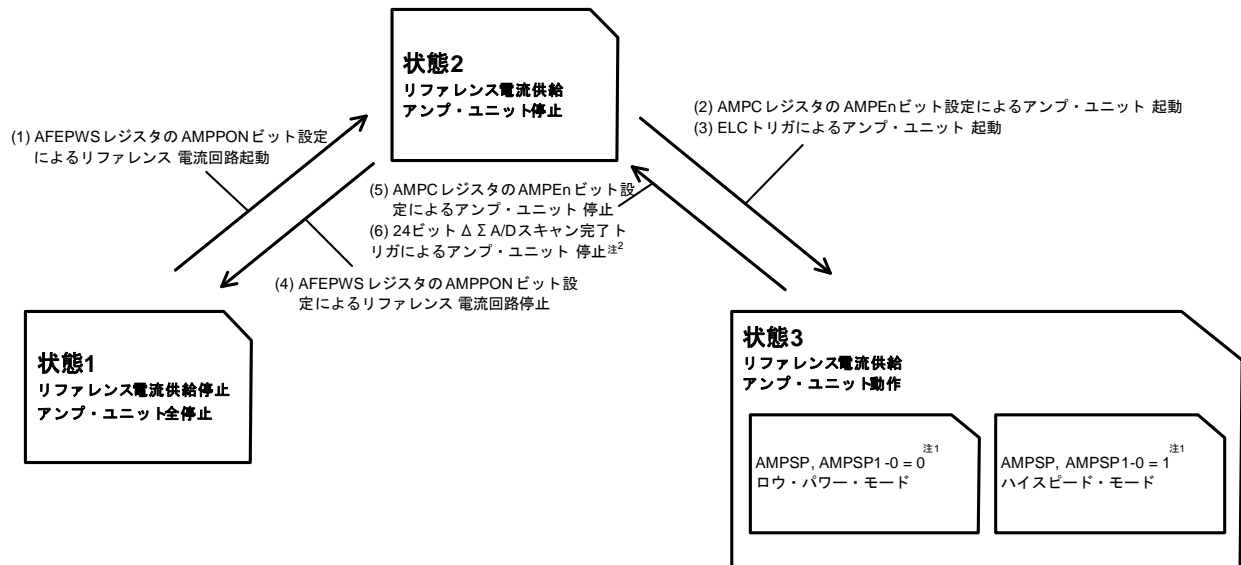 状態2
リファレンス電流供給
アンプ・ユニット停止
(1) AFEPWSレジスタのAMPPONビット設定
によるリファレンス 電流回路起動
(2) AMPCレジスタのAMPEnビット設定によるアンプ・ユニット 起動
(3) ELCトリガによるアンプ・ユニット 起動
(5) AMPCレジスタのAMPEnビット設
定によるアンプ・ユニット 停止
(6) 24ビットΔΣA/Dスキャン完了ト
リガによるアンプ・ユニット 停止注2
(4) AFEPWSレジスタのAMPPONビット設
定によるリファレンス 電流回路停止
状態1
リファレンス電流供給停止
アンプ・ユニット全停止
状態3
リファレンス電流供給
アンプ・ユニット動作
AMPSP, AMPSP1-0 = 0注1
ロウ・パワー・モード
AMPSP, AMPSP1-0 = 1注1
ハイスピード・モード